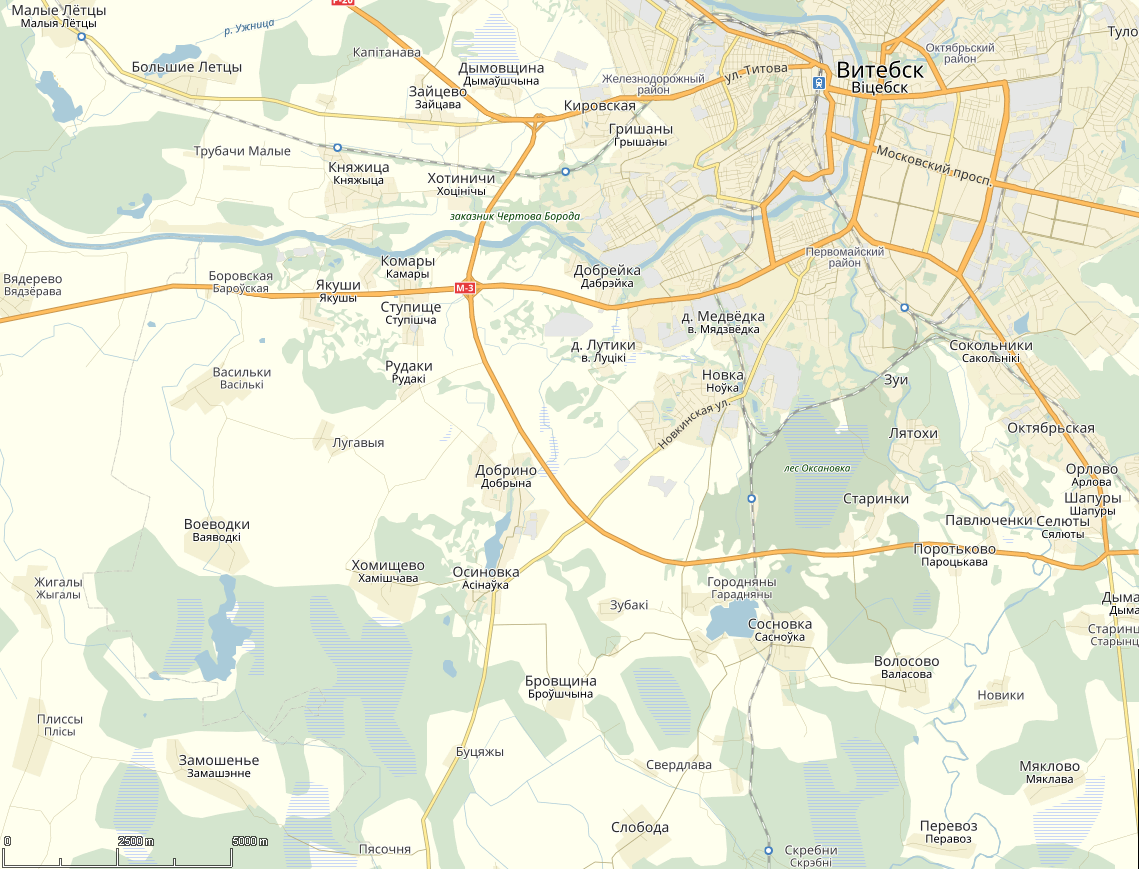 Малые Лётцы
Малыя Лётцы
Р-20
р. Ужница
Капітанава
Большие Летцы
Дымовщина
Дымаўшчына
Зайцево
Зайцава
Железнодорожный
район
ул. Титова
Витебск
Віцебск
Октябрьский
район
Туло
Кировская
Гришаны
Грышаны
Трубачи Малые
Княжица
Княжыца
Хотиничи
Хоцінічы
Московский просп.
заказник Чертова Борода
Первомайский
район
Вядерево
Вядзёрава
Боровская
Бароўская
Комары
Камары
Якуши
Якушы
М-3
Добрейка
Дабрэйка
Ступище
Ступішча
д. Медвёдка
в. Мядзведка
д. Лутики
в. Луцікі
Сокольники
Сакольнікі
Васильки
Васількі
Рудаки
Рудакі
Новка
Ноўка
Зуи
Новкинская ул.
Лугавыя
Лятохи
Октябрьская
Добрино
Добрына
лес Оксановка
Орлово
Арлова
Старинки
Шапуры
Шапуры
Воеводки
Ваяводкі
Павлюченки
Селюты
Сялюты
Поротьково
Пароцькава
Хомищево
Хамішчава
Осиновка
Асінаўка
Жигалы
Жыгалы
Городняны
Гарадняны
Зубакі
Дыма
Дыма
Сосновка
Сасноўка
Старинц
Старынц
Волосово
Валасова
Бровщина
Броўшчына
Новики
Плиссы
Плісы
Буцяжы
Замошенье
Замашэнне
Свердлава
Мяклово
Мяклава
Слобода
Перевоз
Перавоз
0
2500 m
5000 m
Пясочня
Скребни
Скрэбні